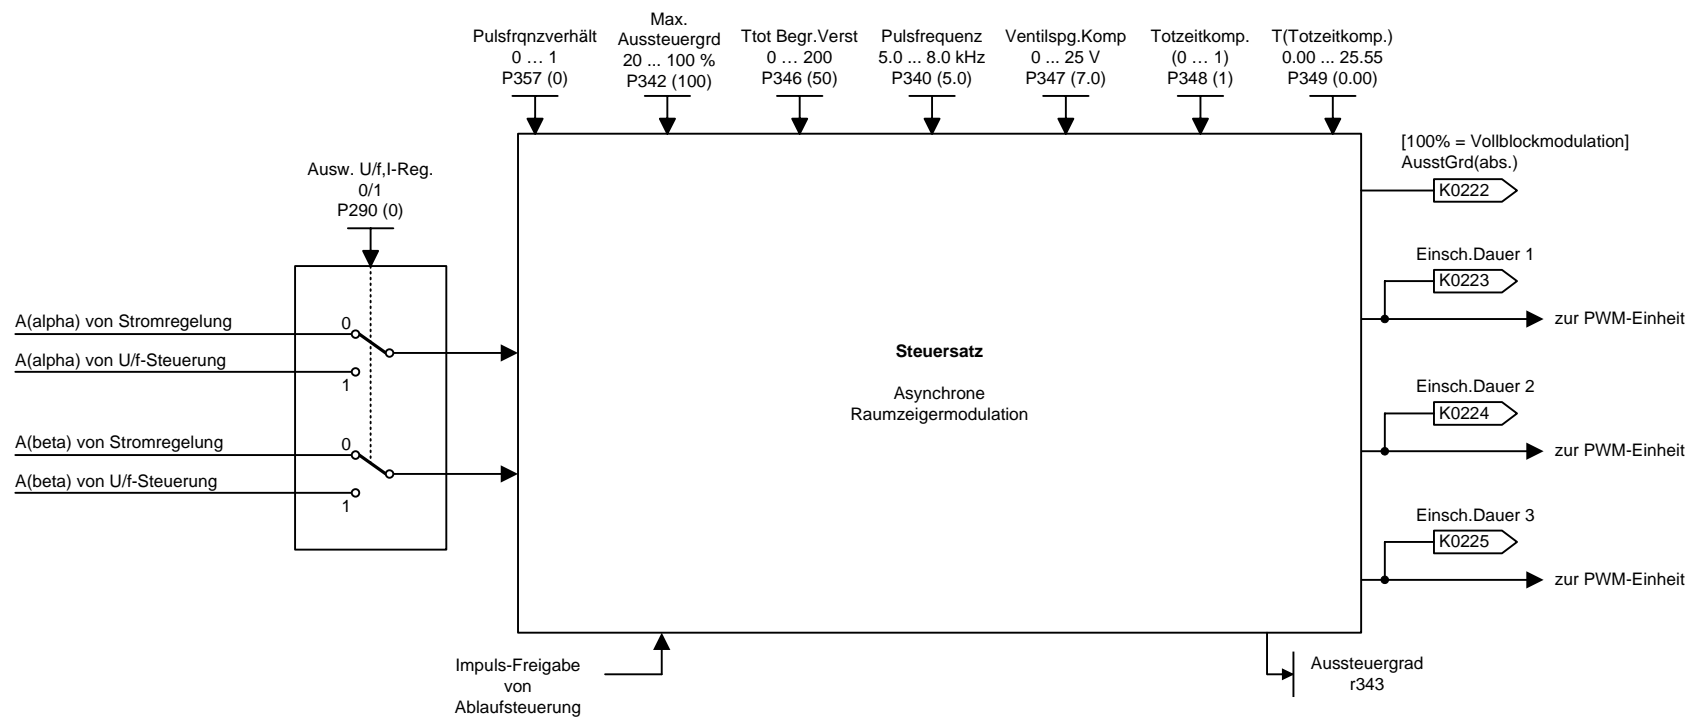 Pulsfrqnzverhält
0 ... 1
P357 (0)
Max.
Aussteuergrd
20 ... 100 %
P342 (100)
Ttot Begr.Verst
0 ... 200
P346 (50)
Pulsfrequenz
5.0 ... 8.0 kHz
P340 (5.0)
Ventilspg.Komp
0 ... 25 V
P347 (7.0)
Totzeitkomp.
(0 ... 1)
P348 (1)
T(Totzeitkomp.)
0.00 ... 25.55
P349 (0.00)
[100% = Vollblockmodulation]
AusstGrd(abs.)
K0222
Ausw. U/f,I-Reg.
0/1
P290 (0)
Einsch.Dauer 1
K0223
zur PWM-Einheit
A(alpha) von Stromregelung
0
A(alpha) von U/f-Steuerung
1
Steuersatz
Asynchrone
Raumzeigermodulation
Einsch.Dauer 2
K0224
zur PWM-Einheit
A(beta) von Stromregelung
0
A(beta) von U/f-Steuerung
1
Einsch.Dauer 3
K0225
zur PWM-Einheit
Impuls-Freigabe
von
Ablaufsteuerung
Aussteuergrad
r343